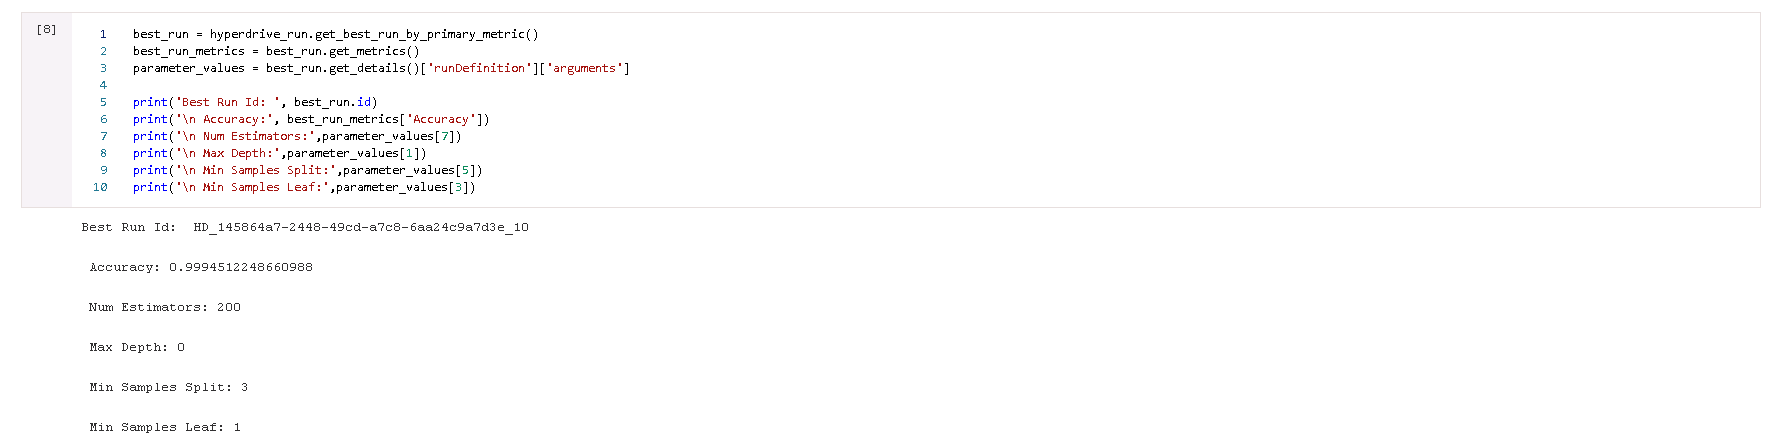 [8]
1 best_run = hyperdrive_run.get_best_run_by_primary_metric()
2 best_run_metrics = best_run.get_metrics()
3 parameter_values = best_run.get_details()['runDefinition']['arguments']
4
5 print('Best Run Id: ', best_run.id)
6 print('\n Accuracy:', best_run_metrics['Accuracy'])
7 print('\n Num Estimators:',parameter_values[7])
8 print('\n Max Depth:',parameter_values[1])
9 print('\n Min Samples Split:',parameter_values[5])
10 print('\n Min Samples Leaf:',parameter_values[3])
Best Run Id:  HD_145864a7-2448-49cd-a7c8-6aa24c9a7d3e_10
Accuracy: 0.9994512248660988
Num Estimators: 200
Max Depth: 0
Min Samples Split: 3
Min Samples Leaf: 1